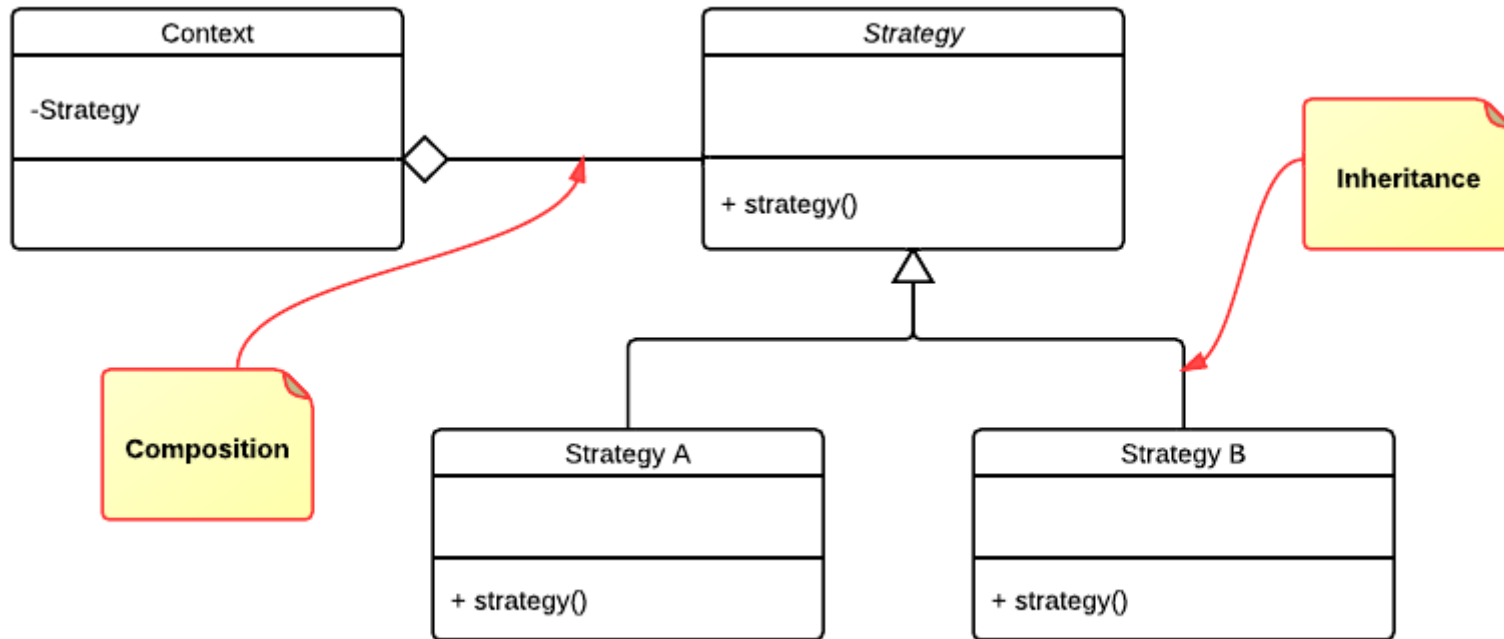 Context
-Strategy
Strategy
+ strategy()
Inheritance
Composition
Strategy A
+ strategy()
Strategy B
+ strategy()